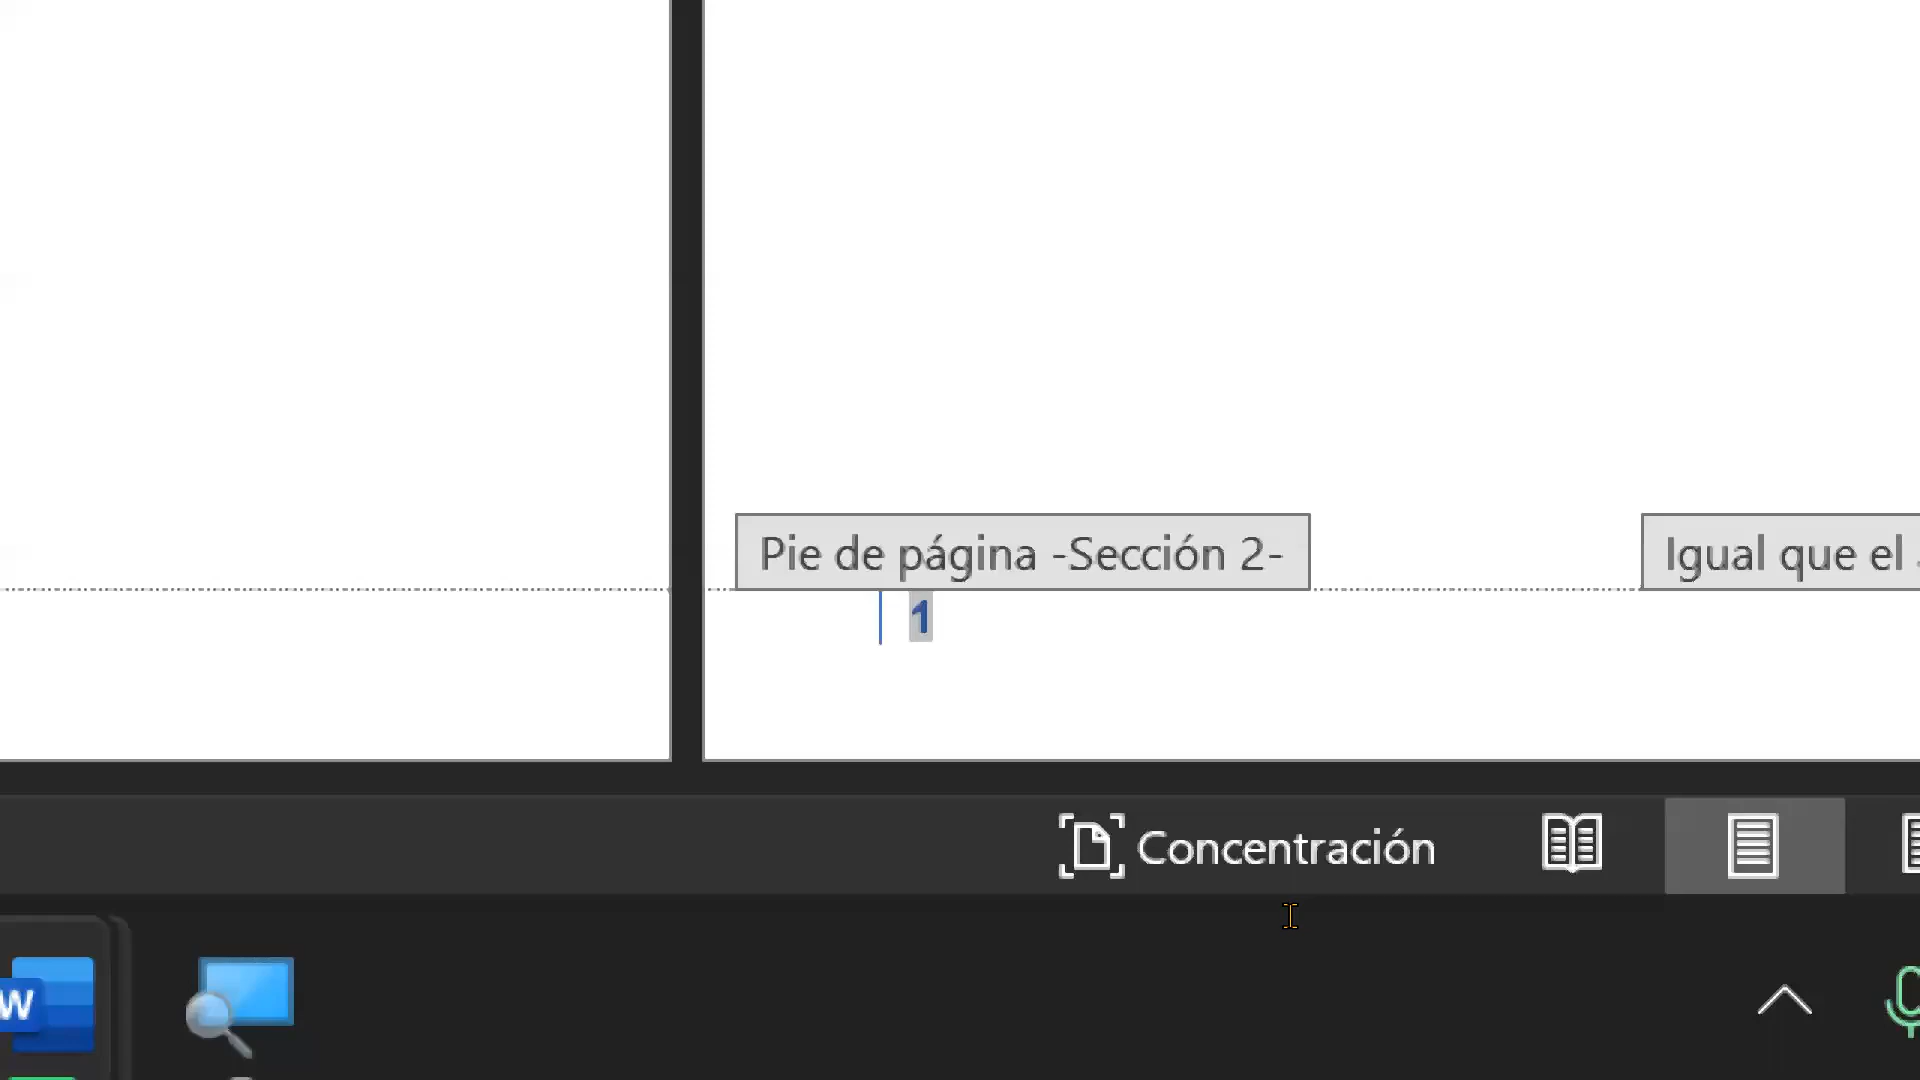 Pie de página -Sección 2-
Igual que el
1
Concentración
W